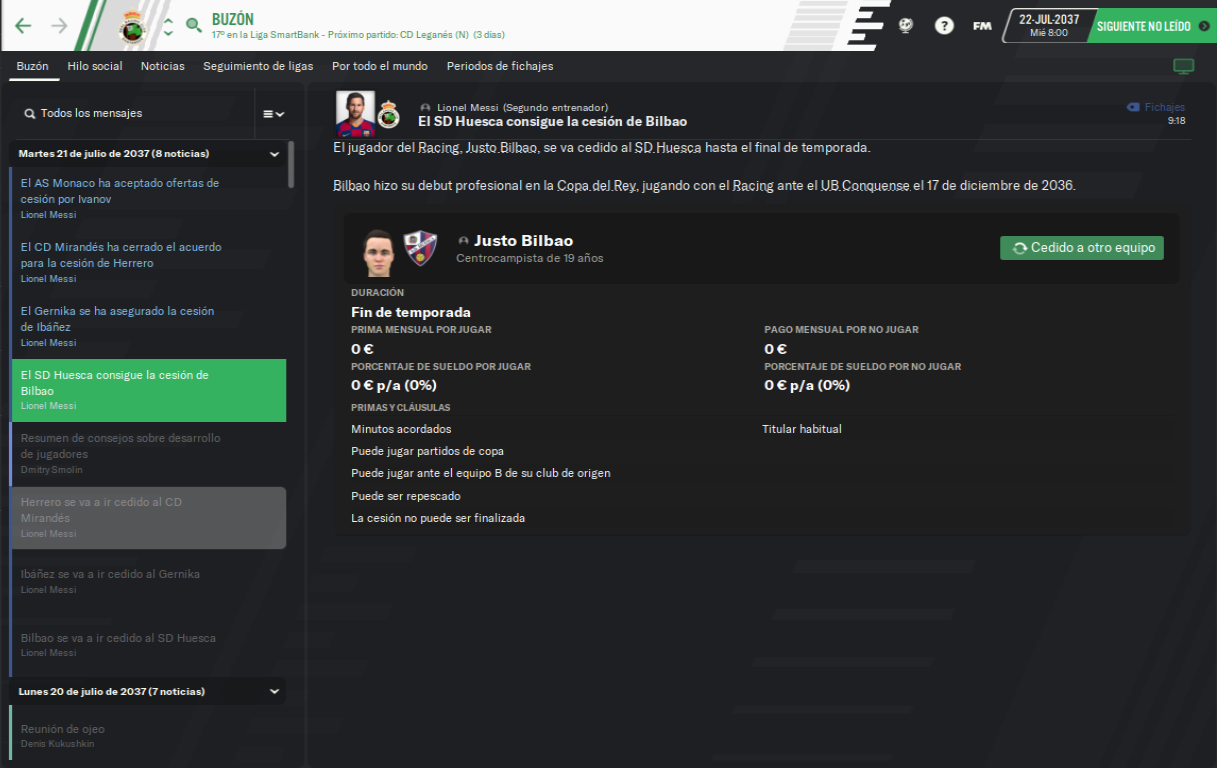 BUZÓN
17º en la Liga SmartBank - Próximo partido: CD Leganés (N) (3 días)
?
FM
22-JUL-2037
Mié 8:00
SIGUIENTE NO LEÍDO
Buzón
Hilo social
Noticias
Seguimiento de ligas
Por todo el mundo
Periodos de fichajes
Todos los mensajes
Martes 21 de julio de 2037 (8 noticias)
El AS Monaco ha aceptado ofertas de
cesión por Ivanov
Lionel Messi
El CD Mirandés ha cerrado el acuerdo
para la cesión de Herrero
Lionel Messi
El Gernika se ha asegurado la cesión
de Ibáñez
Lionel Messi
El SD Huesca consigue la cesión de
Bilbao
Lionel Messi
Resumen de consejos sobre desarrollo
de jugadores
Dmitry Smolin
Herrero se va a ir cedido al CD
Mirandés
Lionel Messi
Ibáñez se va a ir cedido al Gernika
Lionel Messi
Bilbao se va a ir cedido al SD Huesca
Lionel Messi
Lunes 20 de julio de 2037 (7 noticias)
Reunión de ojeo
Denis Kukushkin
Lionel Messi (Segundo entrenador)
El SD Huesca consigue la cesión de Bilbao
Fichajes
9:18
El jugador del Racing, Justo Bilbao, se va cedido al SD Huesca hasta el final de temporada.
Bilbao hizo su debut profesional en la Copa del Rey, jugando con el Racing ante el UB Conquense el 17 de diciembre de 2036.
Justo Bilbao
Centrocampista de 19 años
Cedido a otro equipo
DURACIÓN
Fin de temporada
PRIMA MENSUAL POR JUGAR
PAGO MENSUAL POR NO JUGAR
0 €
0 €
PORCENTAJE DE SUELDO POR JUGAR
PORCENTAJE DE SUELDO POR NO JUGAR
0 € p/a (0%)
0 € p/a (0%)
PRIMAS Y CLÁUSULAS
Minutos acordados
Titular habitual
Puede jugar partidos de copa
Puede jugar ante el equipo B de su club de origen
Puede ser repescado
La cesión no puede ser finalizada